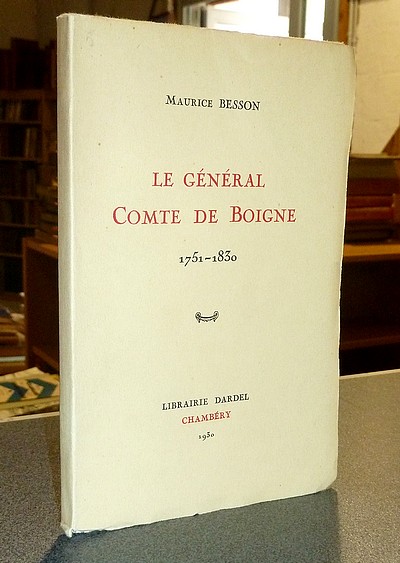 Maurice BESSON
LE GÉNÉRAL
COMTE DE BOIGNE
1751-1830
LIBRAIRIE DARDEL
CHAMBÉRY
1930